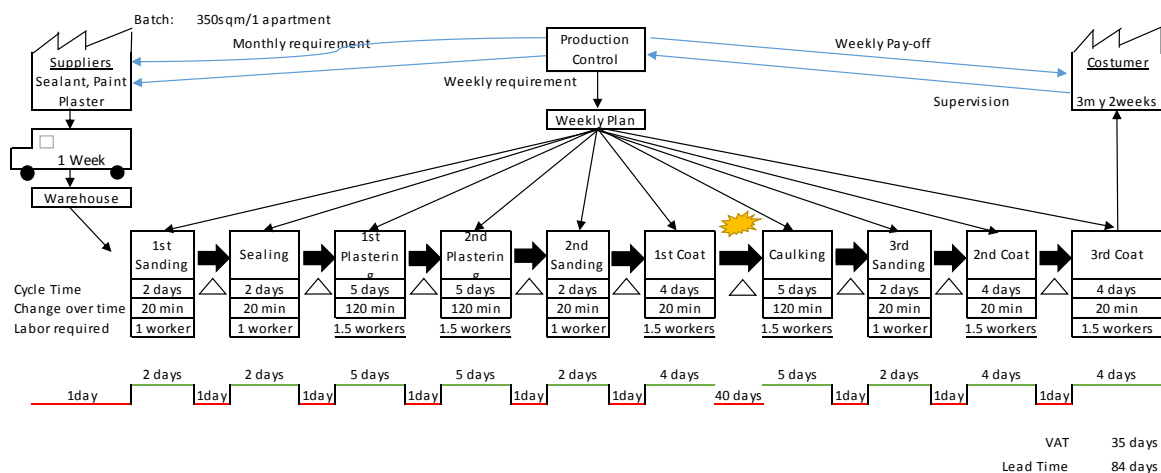 Batch: 350sqm/1 apartment
Monthly requirement
Production
Control
Weekly Pay-off
Suppliers
Sealant, Paint
Plaster
Costumer
Weekly requirement
Supervision
3m y 2weeks
Weekly Plan
1 Week
Warehouse
1st
Sanding
Sealing
1st
Plasterin
g
2nd
Plasterin
g
2nd
Sanding
1st Coat
Caulking
3rd
Sanding
2nd Coat
3rd Coat
Cycle Time 2 days 2 days 5 days 5 days 2 days 4 days 5 days 2 days 4 days 4 days
Change over time 20 min 20 min 120 min 120 min 20 min 20 min 120 min 20 min 20 min 20 min
Labor required 1 worker 1 worker 1.5 workers 1.5 workers 1 worker 1.5 workers 1.5 workers 1 worker 1.5 workers 1.5 workers
2 days 2 days 5 days 5 days 2 days 4 days 5 days 2 days 4 days 4 days
1day 1day 1day 1day 1day 1day 40 days 1day 1day 1day
VAT 35 days
Lead Time 84 days